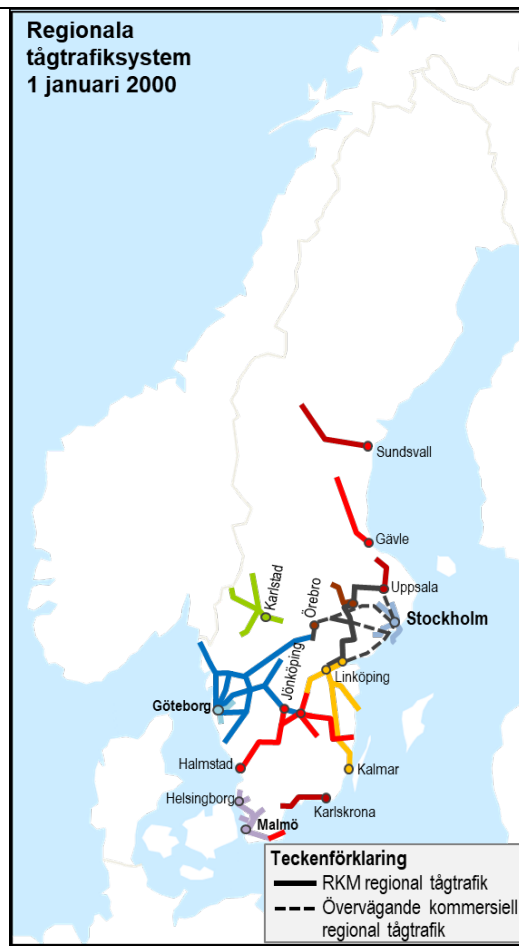 Regionala
tågtrafiksystem
1 januari 2000
Sundsvall
Gävle
Karlstad
Örebro
Uppsala
Stockholm
Jönköping
Linköping
Göteborg
Halmstad
Kalmar
Helsingborg
Karlskrona
Malmö
Teckenförklaring
RKM regional tågtrafik
Övervägande kommersiell
regional tågtrafik